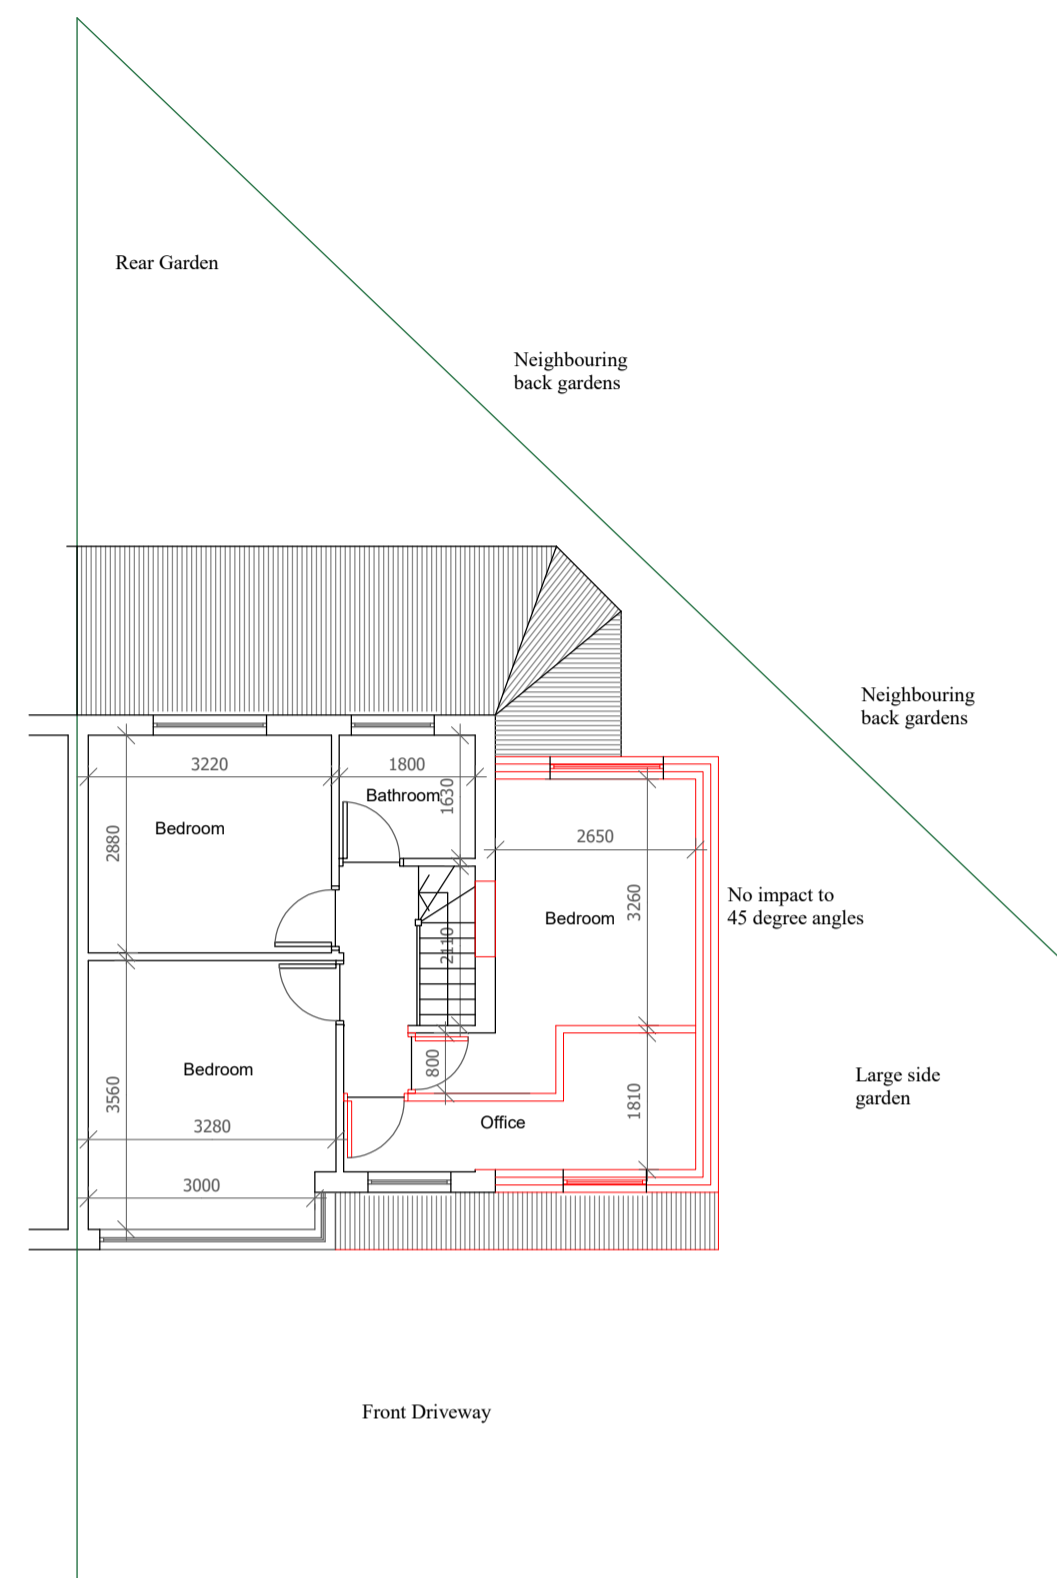 Rear Garden
Neighbouring
back gardens
Neighbouring
back gardens
3220
1800
Bathroom
1630
Bedroom
2880
2650
No impact to
45 degree angles
Bedroom
3260
2110
800
Bedroom
3560
Large side
garden
1810
Office
3280
3000
Front Driveway